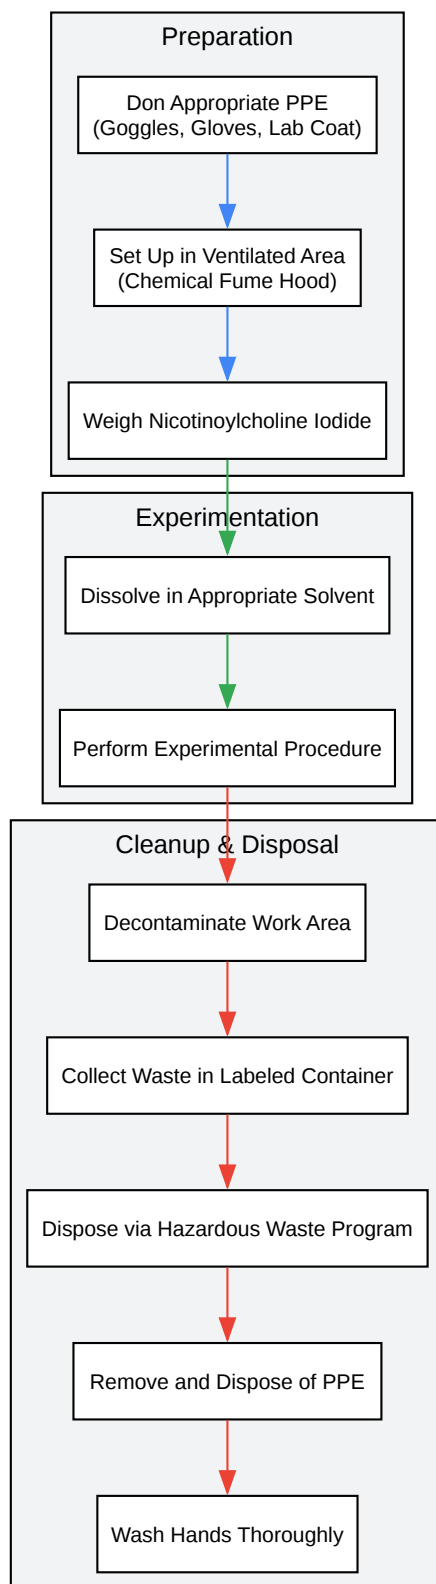 Preparation
Don Appropriate PPE
(Goggles, Gloves, Lab Coat)
Set Up in Ventilated Area
(Chemical Fume Hood)
Weigh Nicotinoylcholine Iodide
Experimentation
Dissolve in Appropriate Solvent
Perform Experimental Procedure
Cleanup & Disposal
Decontaminate Work Area
Collect Waste in Labeled Container
Dispose via Hazardous Waste Program
Remove and Dispose of PPE
Wash Hands Thoroughly